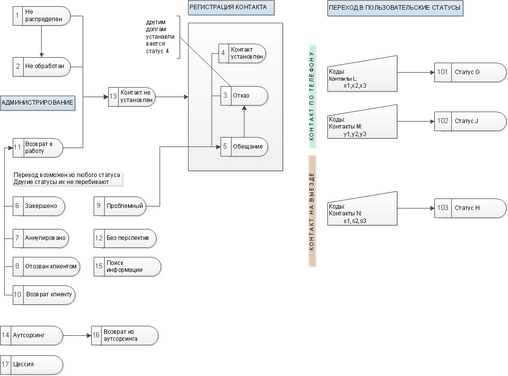 1 Не
распределен
2 Не обработан
АДМИНИСТРИРОВАНИЕ
11 Возврат в
работу
Переход возможен из любого статуса
Другие статусы их не перебивают
6 Завершено
7 Аннулировано
8 Отозван клиентом
10 Возврат клиенту
9 Проблемный
12 Без перспектив
15 Поиск
информации
14 Аутсорсинг
16 Возврат из
аутсорсинга
17 Цессия
13 Контакт не
установлен
РЕГИСТРАЦИЯ КОНТАКТА
другим
долгам
устанавли
вается
статус 4
4 Контакт
установлен
3 Отказ
5 Обещание
ПЕРЕХОД В ПОЛЬЗОВАТЕЛЬСКИЕ СТАТУСЫ
КОНТАКТ ПО ТЕЛЕФОНУ
Коды:
Контакты L:
x1,x2,x3
101 Статус G
Коды:
Контакты M:
y1,y2,y3
102 Статус J
КОНТАКТ НА ВЫЕЗДЕ
Коды:
Контакты N:
s1,s2,s3
103 Статус H